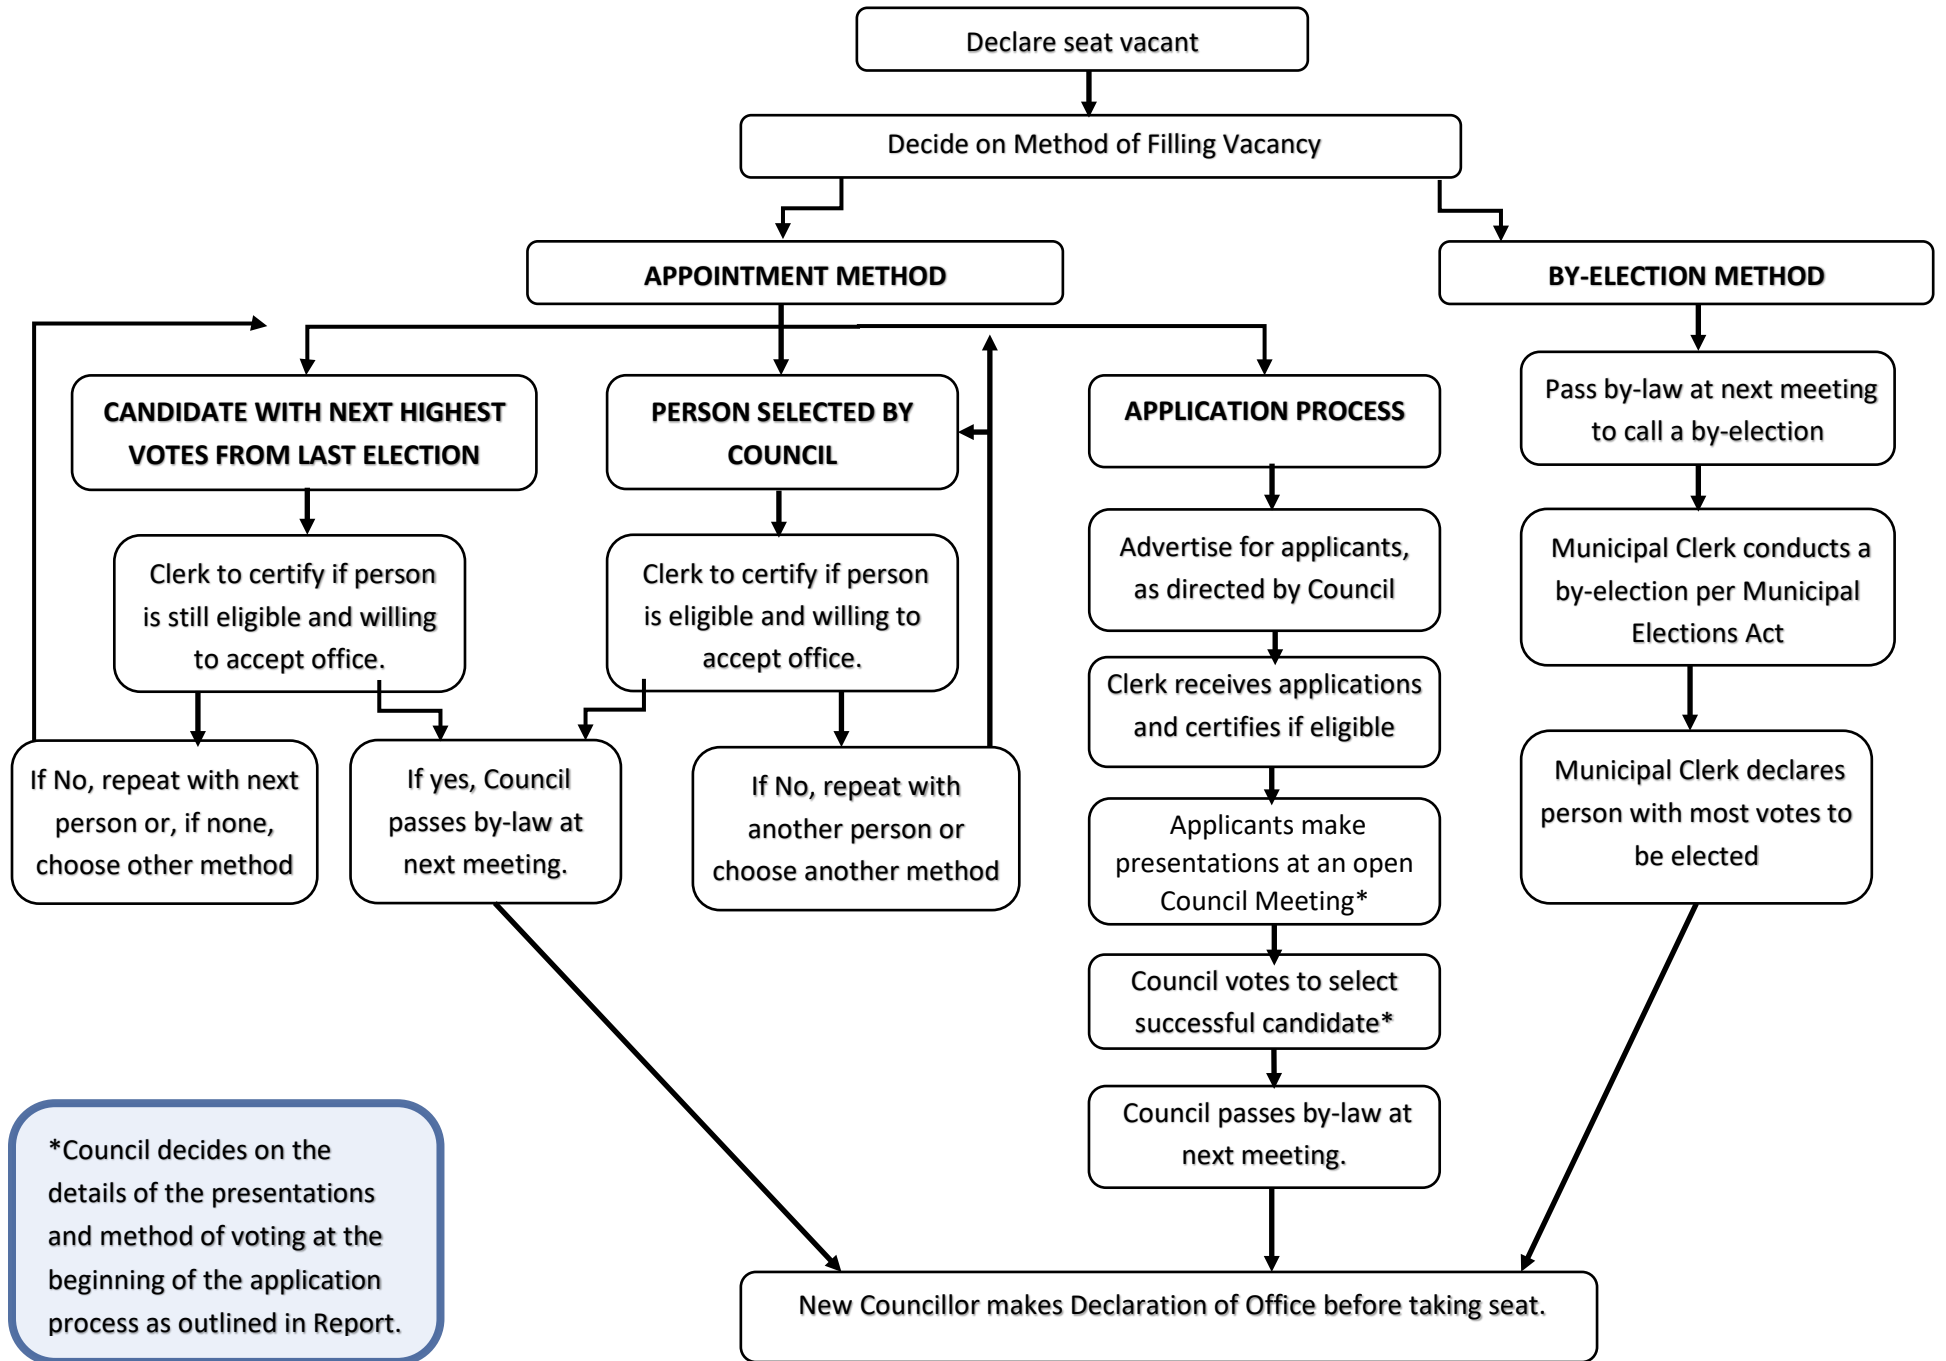 Declare seat vacant
Decide on Method of Filling Vacancy
APPOINTMENT METHOD
BY-ELECTION METHOD
CANDIDATE WITH NEXT HIGHEST
VOTES FROM LAST ELECTION
PERSON SELECTED BY
COUNCIL
APPLICATION PROCESS
Pass by-law at next meeting
to call a by-election
Clerk to certify if person
is still eligible and willing
to accept office.
Clerk to certify if person
is eligible and willing to
accept office.
Advertise for applicants,
as directed by Council
Municipal Clerk conducts a
by-election per Municipal
Elections Act
Clerk receives applications
and certifies if eligible
If No, repeat with next
person or, if none,
choose other method
If yes, Council
passes by-law at
next meeting.
If No, repeat with
another person or
choose another method
Applicants make
presentations at an open
Council Meeting*
Municipal Clerk declares
person with most votes to
be elected
Council votes to select
successful candidate*
Council passes by-law at
next meeting.
*Council decides on the
details of the presentations
and method of voting at the
beginning of the application
process as outlined in Report.
New Councillor makes Declaration of Office before taking seat.